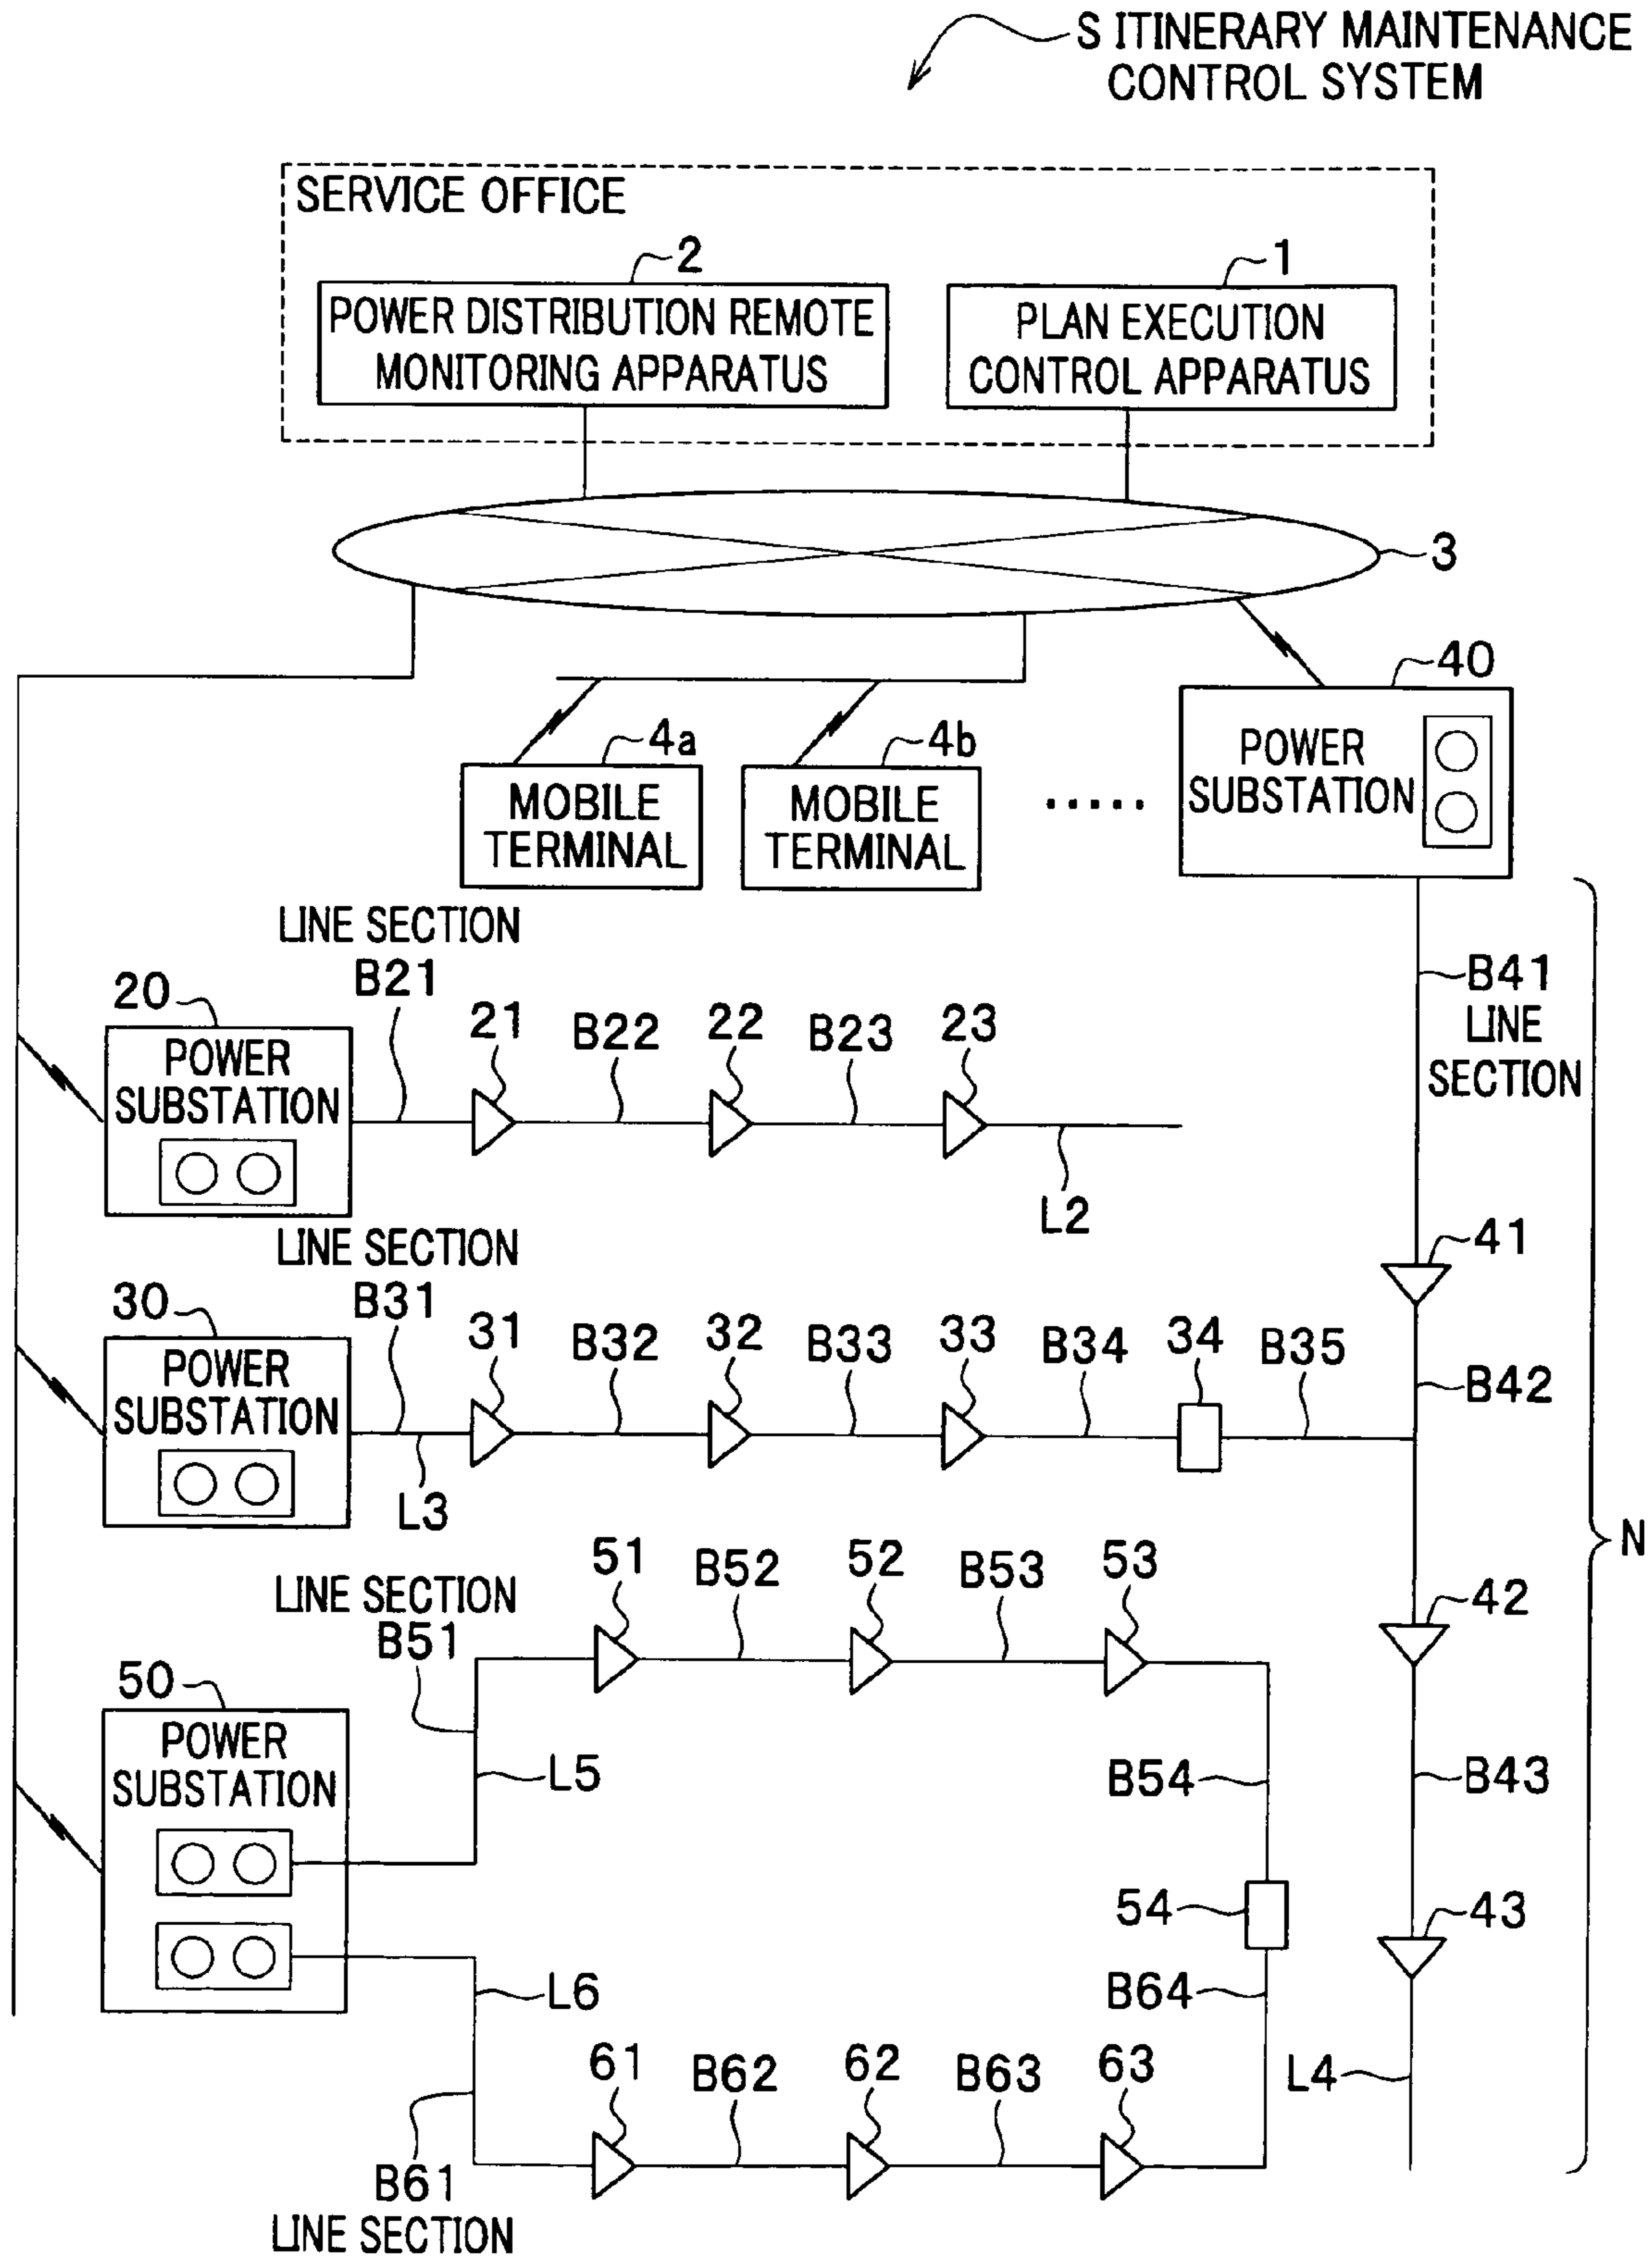 S ITINERARY MAINTENANCE
CONTROL SYSTEM
SERVICE OFFICE
2
1
POWER DISTRIBUTION REMOTE
MONITORING APPARATUS
PLAN EXECUTION
CONTROL APPARATUS
3
40
POWER
SUBSTATION
4a
4b
MOBILE
TERMINAL
MOBILE
TERMINAL
.....
LINE SECTION
B21
B41
LINE
SECTION
20
21
B22
22
B23
23
POWER
SUBSTATION
L2
LINE SECTION
B31
41
30
31
B32
32
B33
33
B34
34
B35
B42
POWER
SUBSTATION
L3
N
LINE SECTION
B51
51
B52
52
B53
53
42
50
POWER
SUBSTATION
L5
B54
B43
54
43
L6
B64
61
B62
62
B63
63
L4
B61
LINE SECTION